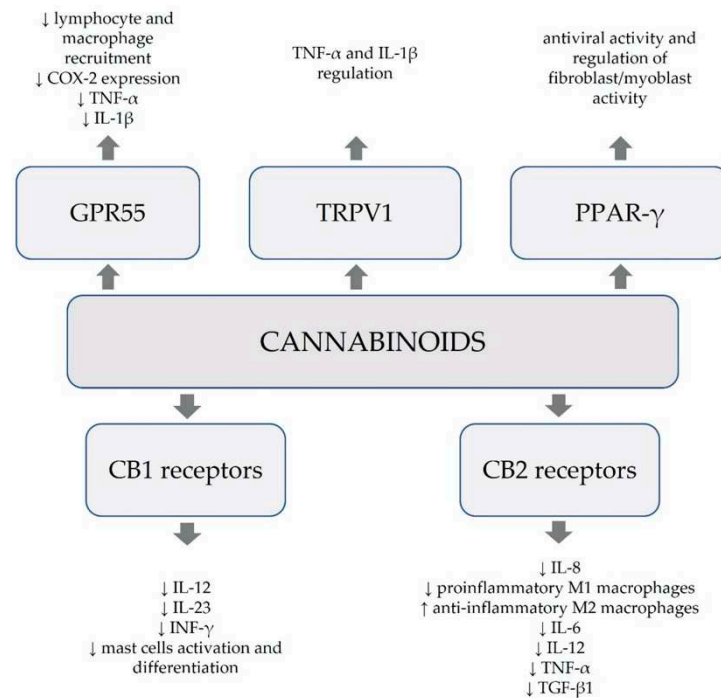 ↓ lymphocyte and
macrophage
recruitment
↓ COX-2 expression
↓ TNF-α
↓ IL-1β
TNF-α and IL-1β
regulation
antiviral activity and
regulation of
fibroblast/myoblast
activity
GPR55
TRPV1
PPAR-γ
CANNABINOIDS
CB1 receptors
CB2 receptors
↓ IL-12
↓ IL-23
↓ INF-γ
↓ mast cells activation and
differentiation
↓ IL-8
↓ proinflammatory M1 macrophages
↑ anti-inflammatory M2 macrophages
↓ IL-6
↓ IL-12
↓ TNF-α
↓ TGF-β1